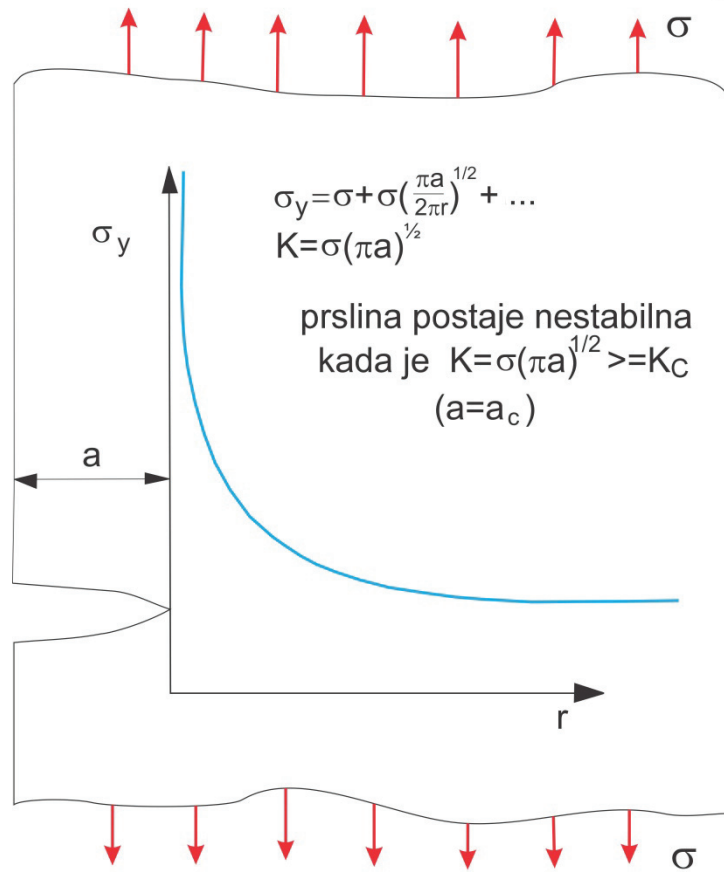 σ
σy=σ+σ(πa/2πr)^1/2+ ...
K=σ(πa)^½
σy
prslina postaje nestabilna
kada je K=σ(πa)^1/2 >=KC
(a=ac)
a
r
σ